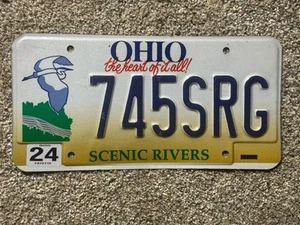 OHIO
the heart of it all!
745SRG
24
SCENIC RIVERS